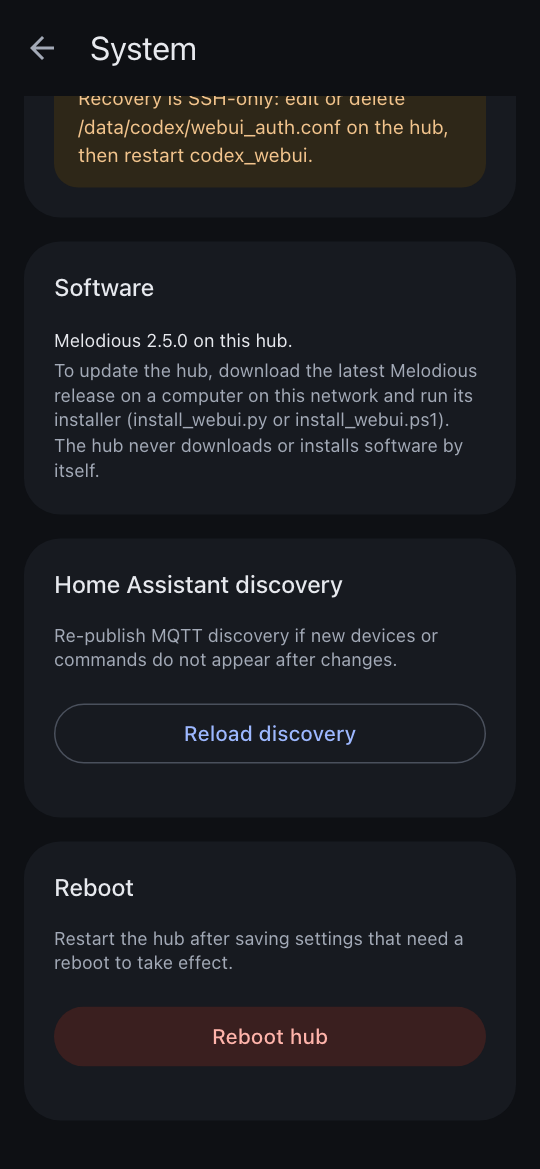 System
Recovery is SSH-only: edit or delete
/data/codex/webui_auth.conf on the hub,
then restart codex_webui.
Software
Melodious 2.5.0 on this hub.
To update the hub, download the latest Melodious
release on a computer on this network and run its
installer (install_webui.py or install_webui.ps1).
The hub never downloads or installs software by
itself.
Home Assistant discovery
Re-publish MQTT discovery if new devices or
commands do not appear after changes.
Reload discovery
Reboot
Restart the hub after saving settings that need a
reboot to take effect.
Reboot hub